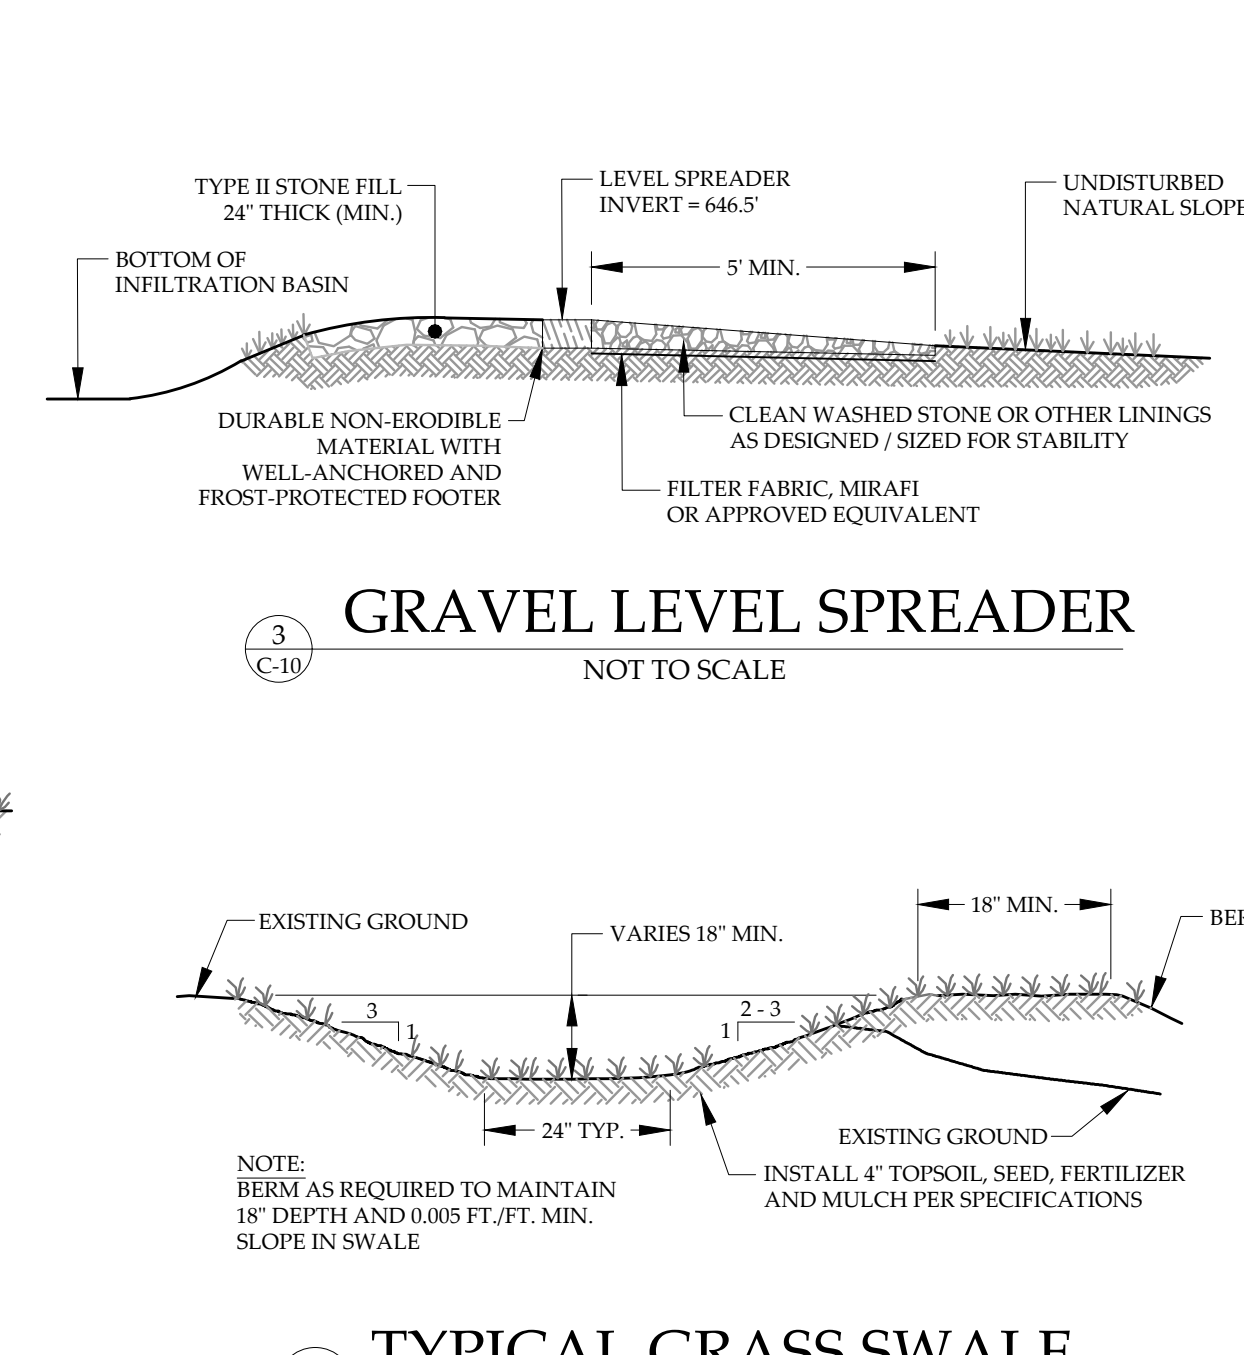 TYPE II STONE FILL
24" THICK (MIN.)
LEVEL SPREADER
INVERT = 646.5'
UNDISTURBED
NATURAL SLOPE
BOTTOM OF
INFILTRATION BASIN
5' MIN.
DURABLE NON-ERODIBLE
MATERIAL WITH
WELL-ANCHORED AND
FROST-PROTECTED FOOTER
CLEAN WASHED STONE OR OTHER LININGS
AS DESIGNED / SIZED FOR STABILITY
FILTER FABRIC, MIRAFI
OR APPROVED EQUIVALENT
3
C-10
GRAVEL LEVEL SPREADER
NOT TO SCALE
EXISTING GROUND
VARIES 18" MIN.
18" MIN.
3
1
2 - 3
1
24" TYP.
EXISTING GROUND
INSTALL 4" TOPSOIL, SEED, FERTILIZER
AND MULCH PER SPECIFICATIONS
NOTE:
BERM AS REQUIRED TO MAINTAIN
18" DEPTH AND 0.005 FT./FT. MIN.
SLOPE IN SWALE
TYPICAL GRASS SWALE